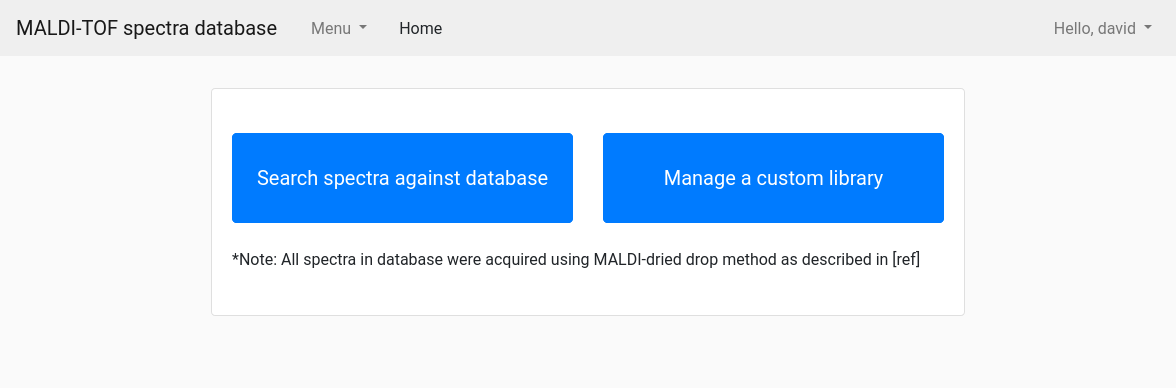 MALDI-TOF spectra database Menu Home Hello, david
Search spectra against database Manage a custom library
*Note: All spectra in database were acquired using MALDI-dried drop method as described in [ref]